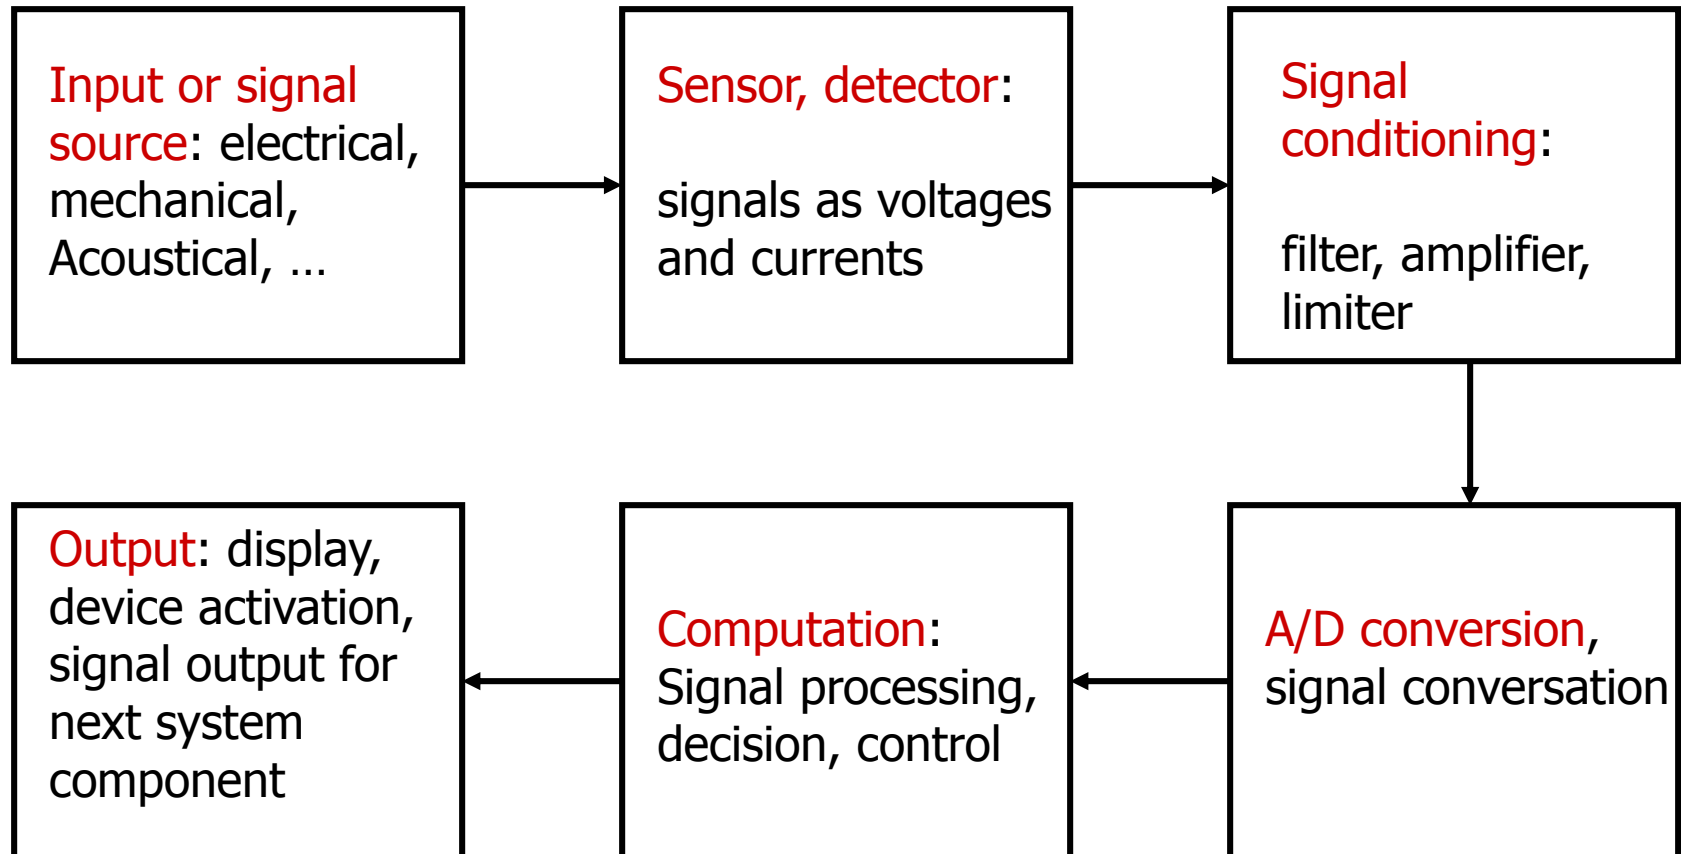 Input or signal
source: electrical,
mechanical,
Acoustical, ...
Sensor, detector:
signals as voltages
and currents
Signal
conditioning:
filter, amplifier,
limiter
A/D conversion,
signal conversation
Computation:
Signal processing,
decision, control
Output: display,
device activation,
signal output for
next system
component